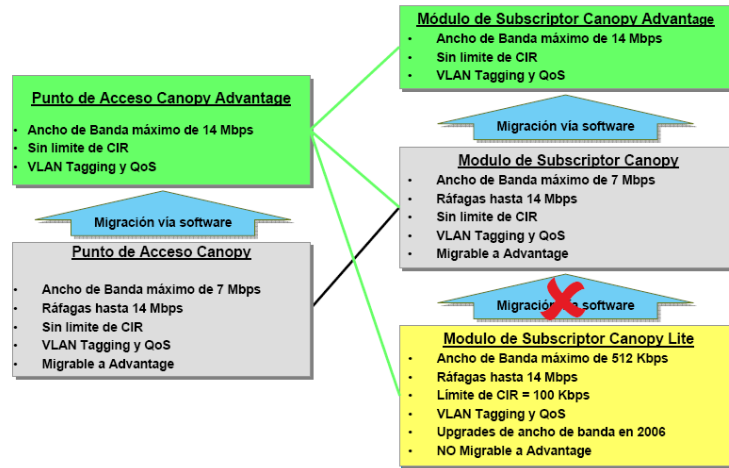 Punto de Acceso Canopy Advantage
• Ancho de Banda máximo de 14 Mbps
• Sin limite de CIR
• VLAN Tagging y QoS
Migración vía software
Punto de Acceso Canopy
• Ancho de Banda máximo de 7 Mbps
• Ráfagas hasta 14 Mbps
• Sin limite de CIR
• VLAN Tagging y QoS
• Migrable a Advantage
Módulo de Subscriptor Canopy Advantage
• Ancho de Banda máximo de 14 Mbps
• Sin limite de CIR
• VLAN Tagging y QoS
Migración vía software
Modulo de Subscriptor Canopy
• Ancho de Banda máximo de 7 Mbps
• Ráfagas hasta 14 Mbps
• Sin limite de CIR
• VLAN Tagging y QoS
• Migrable a Advantage
Migración vía software
Modulo de Subscriptor Canopy Lite
• Ancho de Banda máximo de 512 Kbps
• Ráfagas hasta 14 Mbps
• Límite de CIR = 100 Kbps
• VLAN Tagging y QoS
• Upgrades de ancho de banda en 2006
• NO Migrable a Advantage